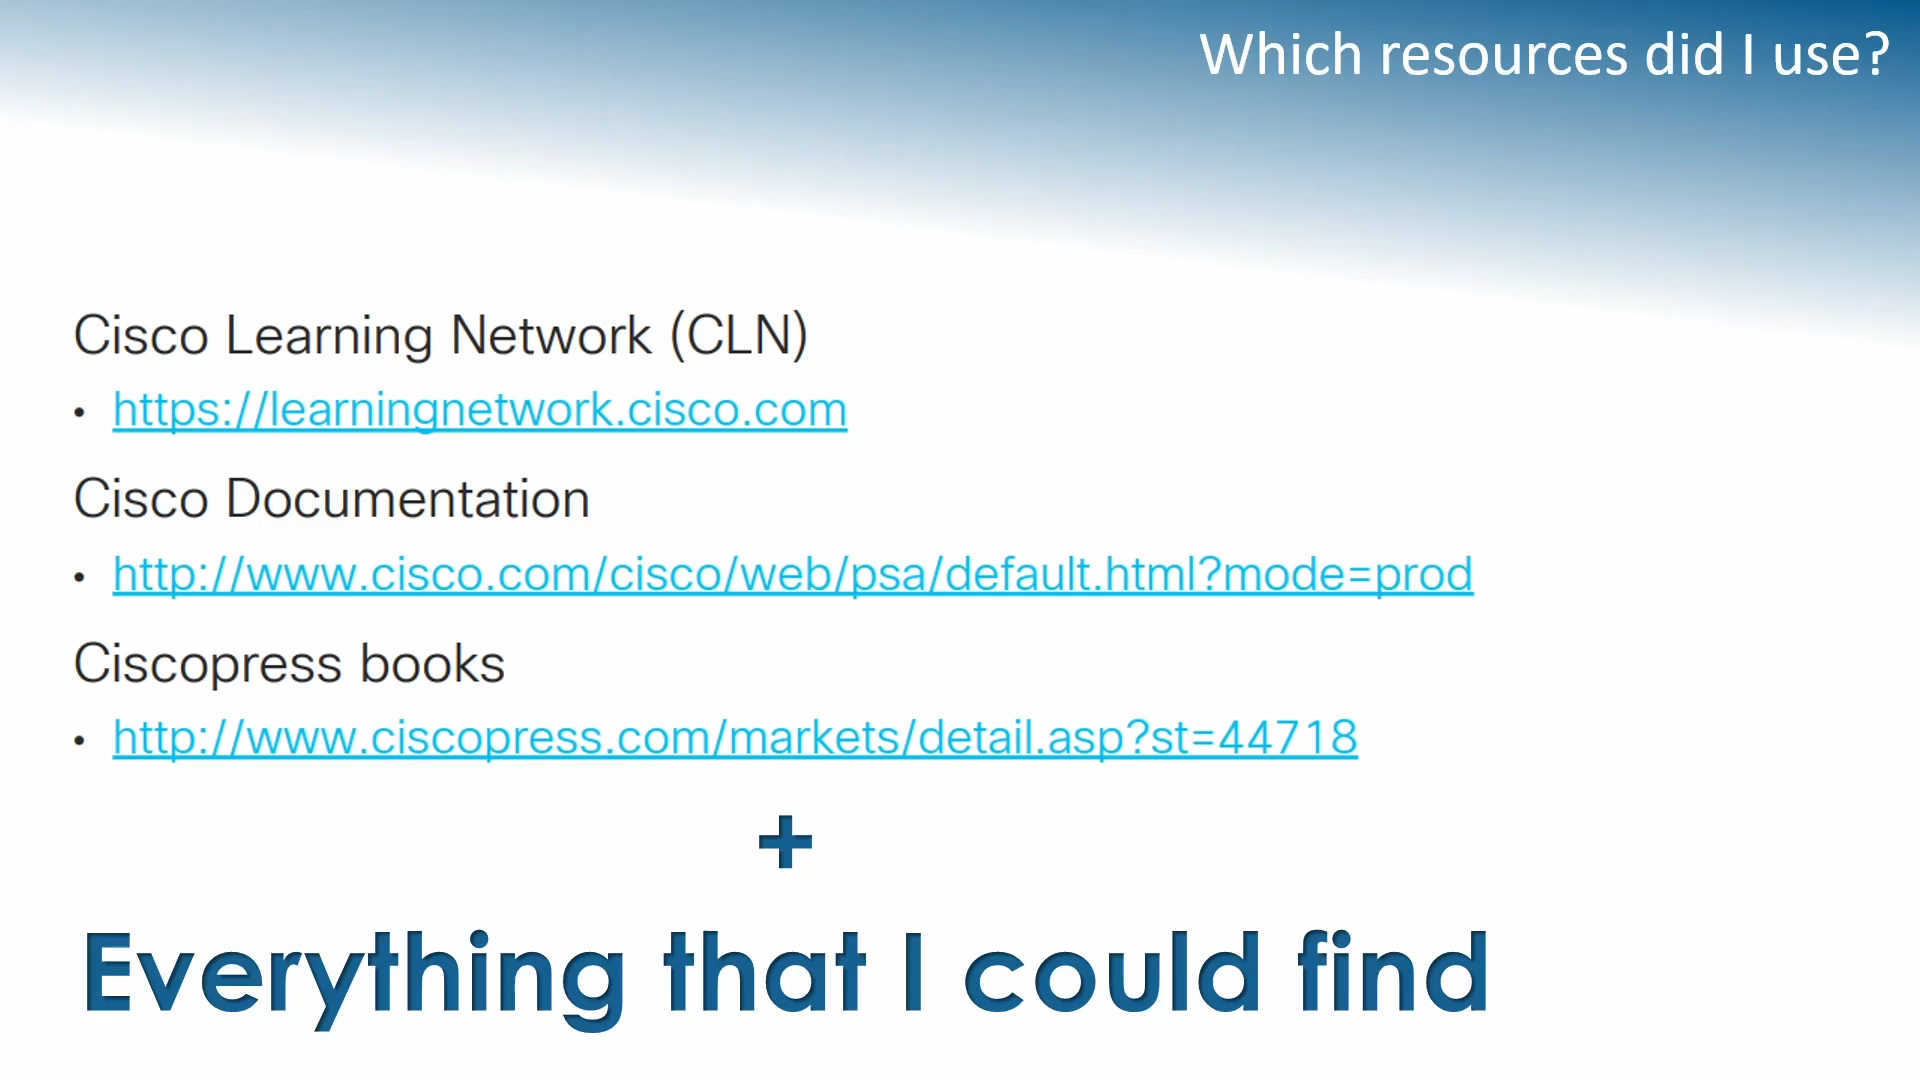 Which resources did I use?
Cisco Learning Network (CLN)
• https://learningnetwork.cisco.com
Cisco Documentation
• http://www.cisco.com/cisco/web/psa/default.html?mode=prod
Ciscopress books
• http://www.ciscopress.com/markets/detail.asp?st=44718
+
Everything that I could find